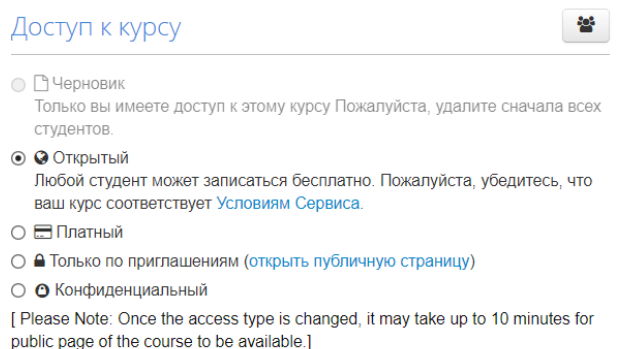 Доступ к курсу
Черновик
Только вы имеете доступ к этому курсу Пожалуйста, удалите сначала всех
студентов.
Открытый
Любой студент может записаться бесплатно. Пожалуйста, убедитесь, что
ваш курс соответствует Условиям Сервиса.
Платный
Только по приглашениям (открыть публичную страницу)
Конфиденциальный
[ Please Note: Once the access type is changed, it may take up to 10 minutes for
public page of the course to be available.]